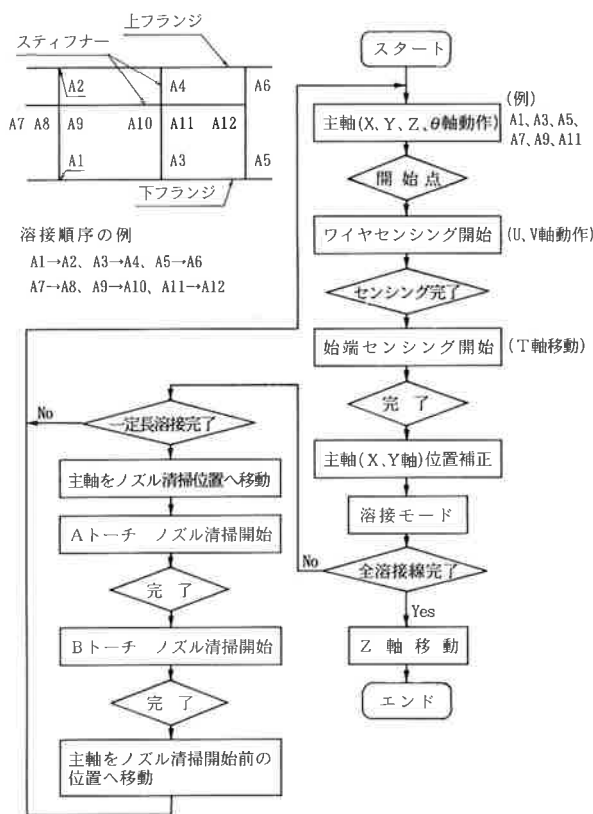 上フランジ
スティフナー
A2 A4 A6
A7 A8 A9 A10 A11 A12
A1 A3 A5
下フランジ
溶接順序の例
A1→A2、A3→A4、A5→A6
A7→A8、A9→A10、A11→A12
スタート
主軸(X、Y、Z、θ軸動作)
(例)
A1、A3、A5、
A7、A9、A11
開始点
ワイヤセンシング開始
(U、V軸動作)
センシング完了
始端センシング開始
(T軸移動)
完了
主軸(X、Y軸)位置補正
溶接モード
全溶接線完了
No
Yes
Z 軸 移 動
エンド
一定長溶接完了
No
主軸をノズル清掃位置へ移動
Aトーチ ノズル清掃開始
完 了
Bトーチ ノズル清掃開始
完 了
主軸をノズル清掃開始前の
位置へ移動